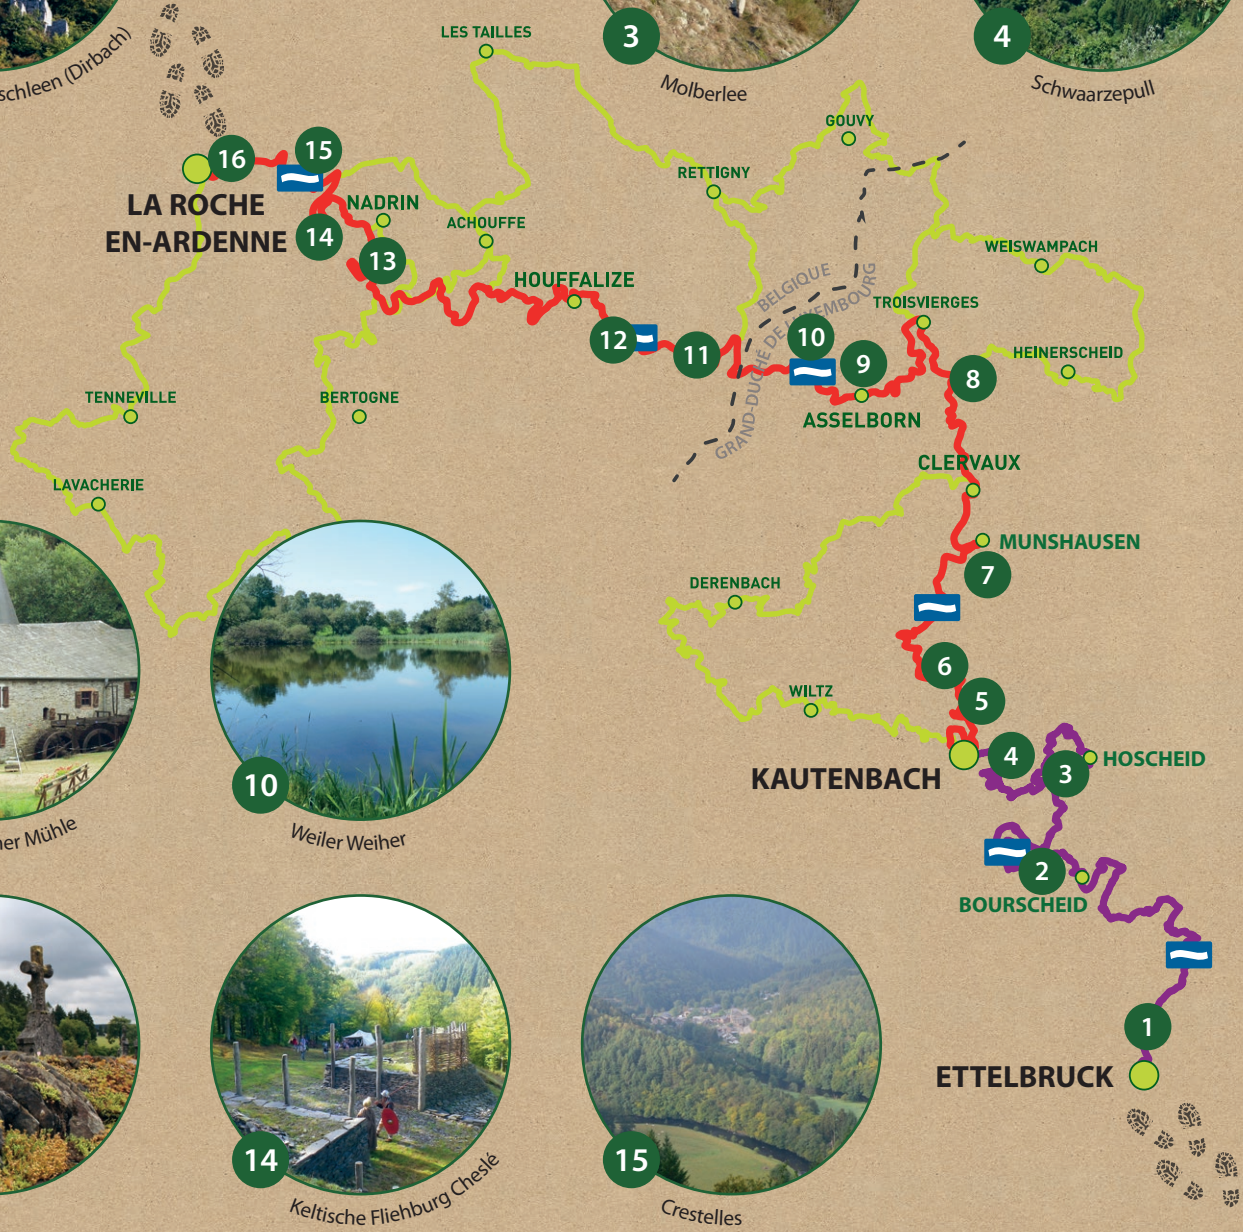 schleen (Dirbach)
3
Molberlee
4
Schwaarzepull
LES TAILLES
GOUVY
RETTIGNY
16
15
LA ROCHE
EN-ARDENNE
14
NADRIN
13
ACHOUFFE
HOUFFALIZE
WEISWAMPACH
BELGIQUE
GRAND-DUCHÉ DE LUXEMBOURG
TROISVIERGES
12
11
10
9
8
HEINERSCHEID
ASSELBORN
TENNEVILLE
BERTOGNE
CLERVAUX
LAVACHERIE
MUNSHAUSEN
7
DERENBACH
6
5
WILTZ
4
3
HOSCHEID
KAUTENBACH
2
BOURSCHEID
1
ETTELBRUCK
ner Mühle
10
Weiler Weiher
14
Keltische Fliehburg Cheslé
15
Crestelles